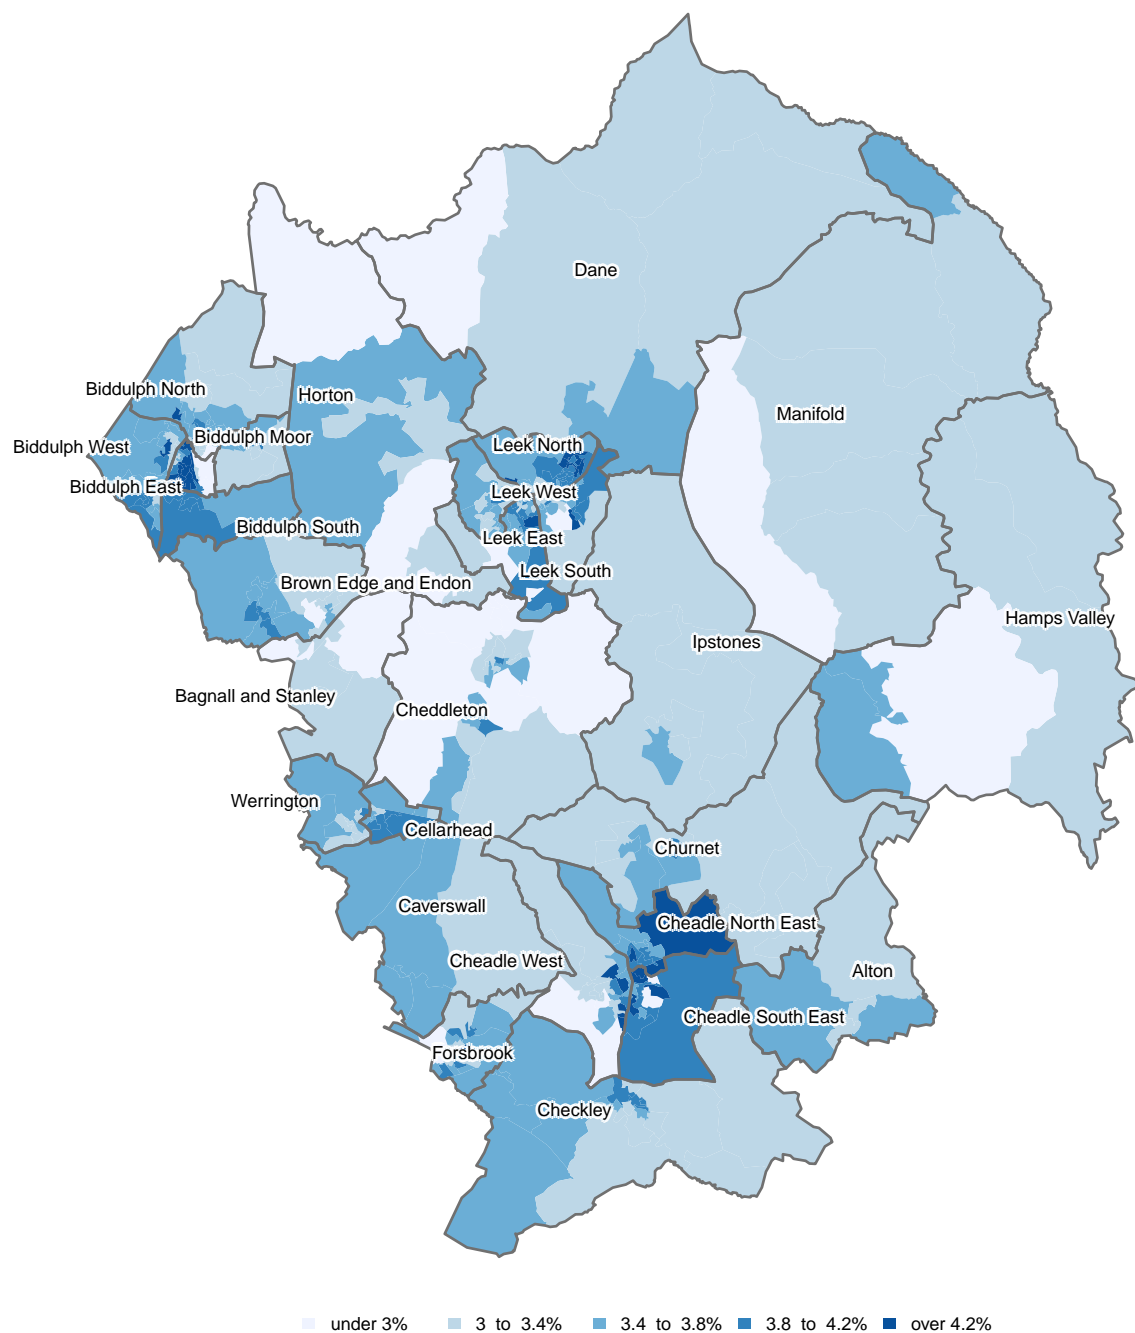 Dane
Biddulph North
Horton
Manifold
Biddulph West
Biddulph Moor
Leek North
Biddulph East
Leek West
Biddulph South
Leek East
Leek South
Brown Edge and Endon
Hamps Valley
Ipstones
Bagnall and Stanley
Cheddleton
Werrington
Cellarhead
Churnet
Caverswall
Cheadle North East
Cheadle West
Alton
Cheadle South East
Forsbrook
Checkley
under 3% 3 to 3.4% 3.4 to 3.8% 3.8 to 4.2% over 4.2%